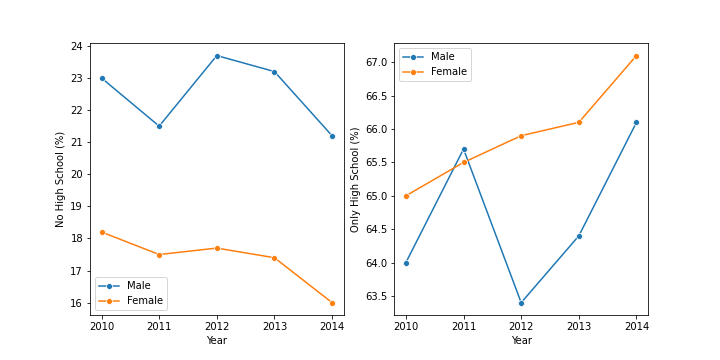 No High School (%)
24
23
22
21
20
19
18
17
16
Male
Female
2010 2011 2012 2013 2014
Year
Only High School (%)
Male
Female
67.0
66.5
66.0
65.5
65.0
64.5
64.0
63.5
2010 2011 2012 2013 2014
Year